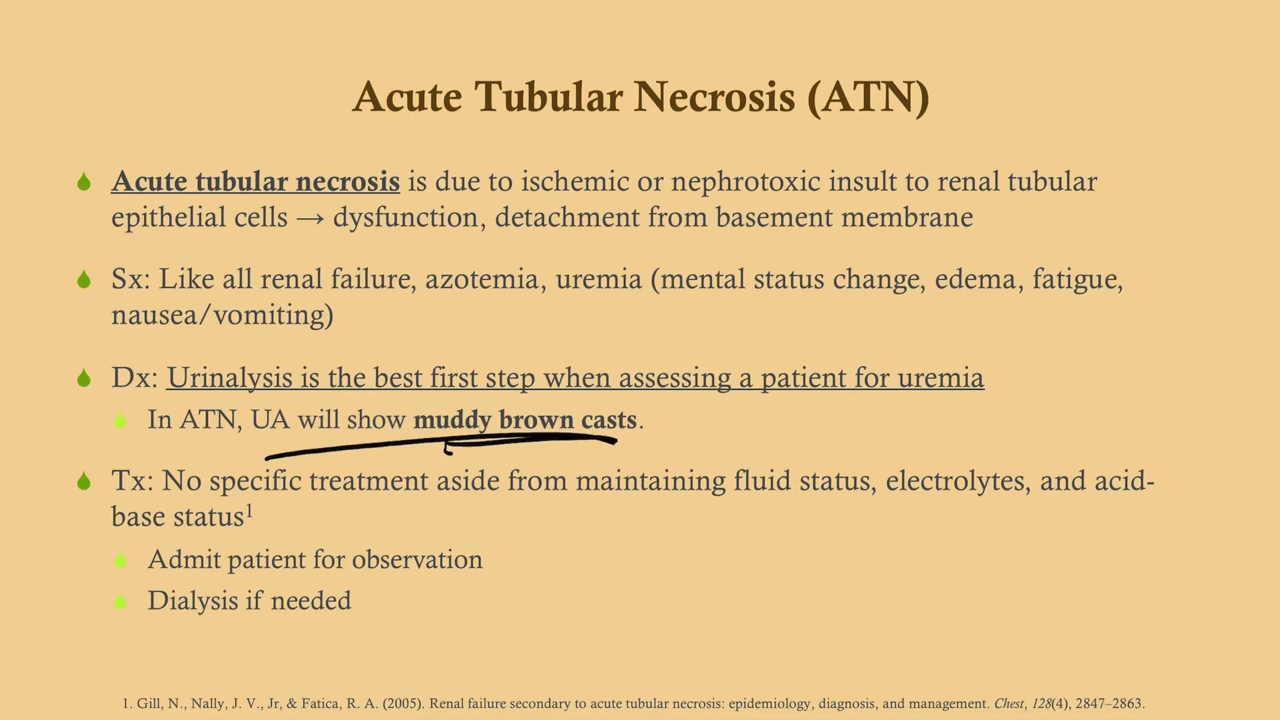 Acute Tubular Necrosis (ATN)
Acute tubular necrosis is due to ischemic or nephrotoxic insult to renal tubular
epithelial cells → dysfunction, detachment from basement membrane
Sx: Like all renal failure, azotemia, uremia (mental status change, edema, fatigue,
nausea/vomiting)
Dx: Urinalysis is the best first step when assessing a patient for uremia
In ATN, UA will show muddy brown casts.
Tx: No specific treatment aside from maintaining fluid status, electrolytes, and acid-
base status1
Admit patient for observation
Dialysis if needed
1. Gill, N., Nally, J. V., Jr, & Fatica, R. A. (2005). Renal failure secondary to acute tubular necrosis: epidemiology, diagnosis, and management. Chest, 128(4), 2847–2863.